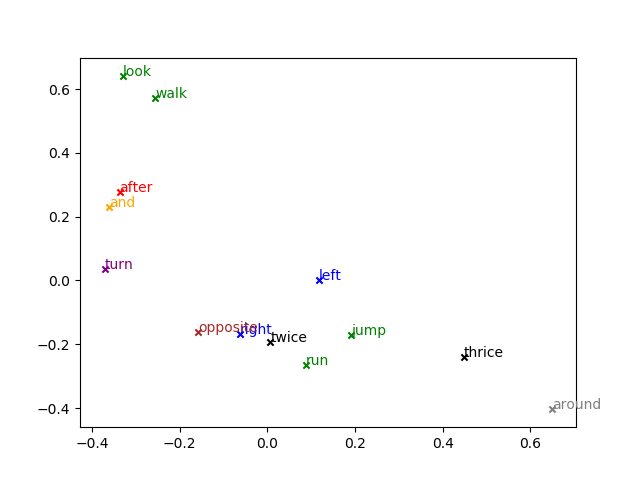 look
walk
0.6
0.4
after
and
0.2
turn
left
0.0
opposite
right
twice
jump
−0.2
run
thrice
around
−0.4
−0.4 −0.2 0.0 0.2 0.4 0.6